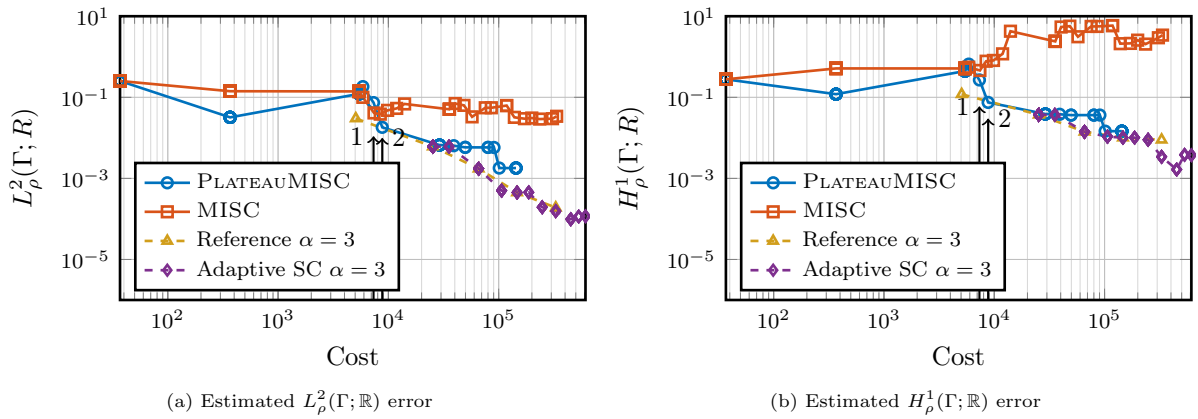 10^1
10^{-1}
10^{-3}
10^{-5}
L^2_ρ(Γ; R)
1
2
PLATEAUMISC
MISC
Reference α = 3
Adaptive SC α = 3
10^2
10^3
10^4
10^5
Cost
(a) Estimated L^2_ρ(Γ; ℝ) error
10^1
10^{-1}
10^{-3}
10^{-5}
H^1_ρ(Γ; R)
1
2
PLATEAUMISC
MISC
Reference α = 3
Adaptive SC α = 3
10^2
10^3
10^4
10^5
Cost
(b) Estimated H^1_ρ(Γ; ℝ) error